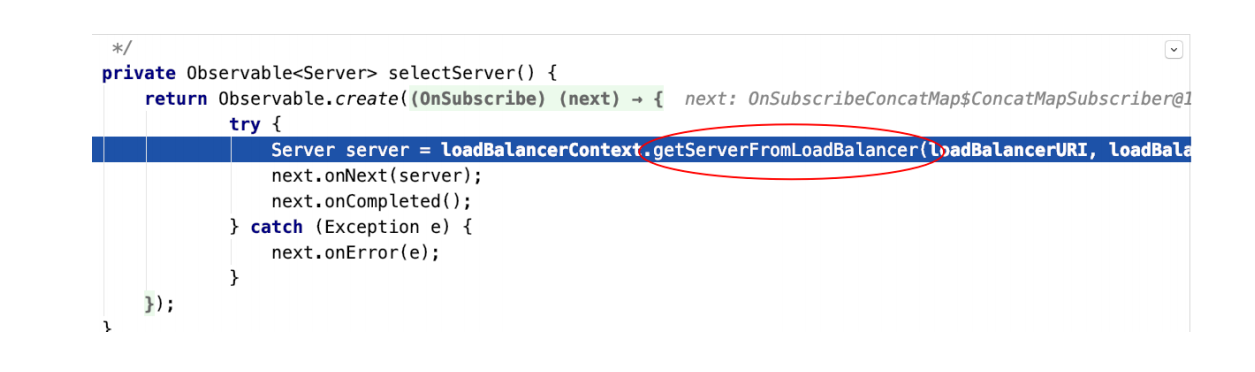 */
private Observable<Server> selectServer() {
return Observable.create((OnSubscribe) (next) → { next: OnSubscribeConcatMap$ConcatMapSubscriber@1
try {
Server server = loadBalancerContext.getServerFromLoadBalancer(loadBalancerURI, loadBala
next.onNext(server);
next.onCompleted();
} catch (Exception e) {
next.onError(e);
}
});
}